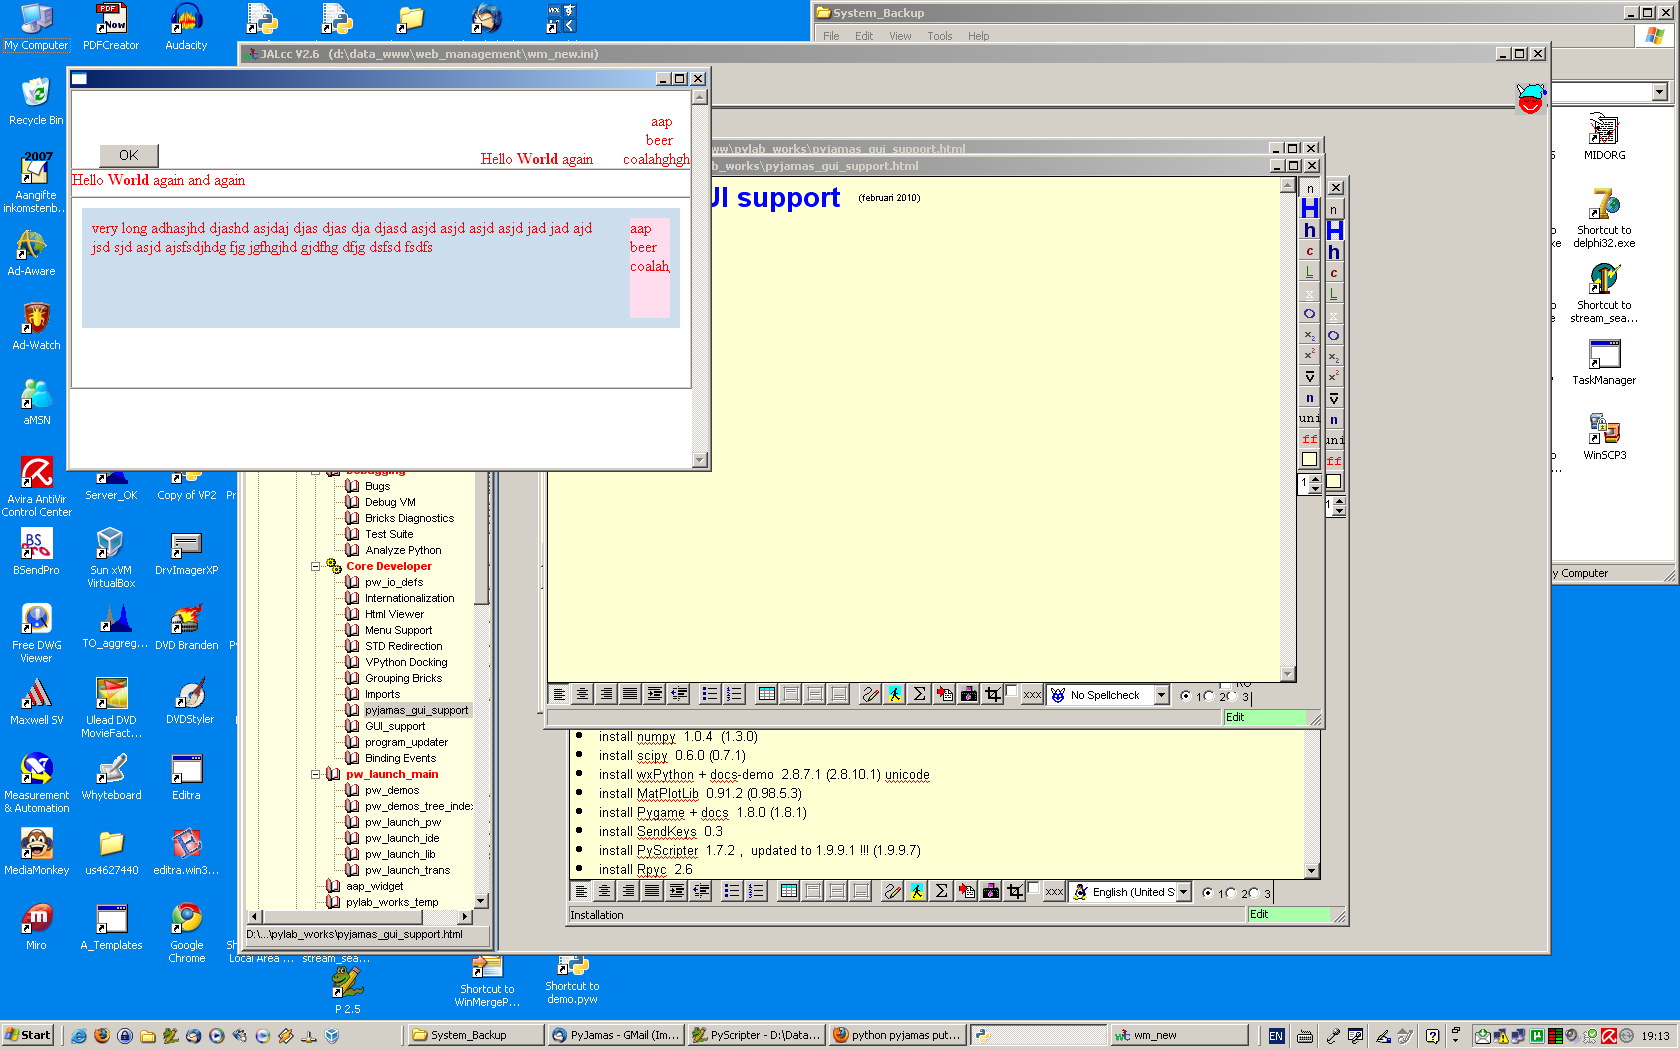 My Computer
PDFCreator
Audacity
System_Backup
File Edit View Tools Help
JALcc V2.6 (d:\data_www\web_management\wm_new.ini)
Recycle Bin
2007
Aangifte
inkomstenb...
Ad-Aware
Ad-Watch
aMSN
Avira AntiVir
Control Center
BSendPro
Free DWG
Viewer
Maxwell SV
Measurement
& Automation
MediaMonkey
Miro
Server_OK
Copy of VP2
Sun xVM
VirtualBox
DrvImagerXP
TO_aggreg...
DVD Branden
Ulead DVD
MovieFact...
DVDStyler
Whyteboard
Editra
us4627440
editra.win3...
A_Templates
Google
Chrome
Local Area ...
stream_sea...
P 2.5
Shortcut to
WinMergeP...
Shortcut to
demo.pyw
aap
beer
coalahghgh
OK
Hello World again
Hello World again and again
very long adhasjhd djashd asjdaj djas djas dja djasd asjd asjd asjd asjd jad jad ajd
jsd sjd asjd ajsfsdjhdg fjg jgfhgjhd gjdfhg dfjg dsfsd fsdfs
aap
beer
coalah
ww\pylab_works\pyjamas_gui_support.html
b_works\pyjamas_gui_support.html
UI support (februari 2010)
MIDORG
Shortcut to
delphi32.exe
Shortcut to
stream_sea...
TaskManager
WinSCP3
y Computer
Debugging
Bugs
Debug VM
Bricks Diagnostics
Test Suite
Analyze Python
Core Developer
pw_io_defs
Internationalization
Html Viewer
Menu Support
STD Redirection
VPython Docking
Grouping Bricks
Imports
pyjamas_gui_support
GUI_support
program_updater
Binding Events
pw_launch_main
pw_demos
pw_demos_tree_index
pw_launch_pw
pw_launch_ide
pw_launch_lib
pw_launch_trans
aap_widget
pylab_works_temp
D:\...\pylab_works\pyjamas_gui_support.html
No Spellcheck
1 2 3
Edit
install numpy 1.0.4 (1.3.0)
install scipy 0.6.0 (0.7.1)
install wxPython + docs-demo 2.8.7.1 (2.8.10.1) unicode
install MatPlotLib 0.91.2 (0.98.5.3)
install Pygame + docs 1.8.0 (1.8.1)
install SendKeys 0.3
install PyScripter 1.7.2 , updated to 1.9.9.1 !!! (1.9.9.7)
install Rpyc 2.6
English (United S
1 2 3
Installation
Edit
Start
System_Backup
PyJamas - GMail (Im...
PyScripter - D:\Data...
python pyjamas put...
wm_new
EN
19:13